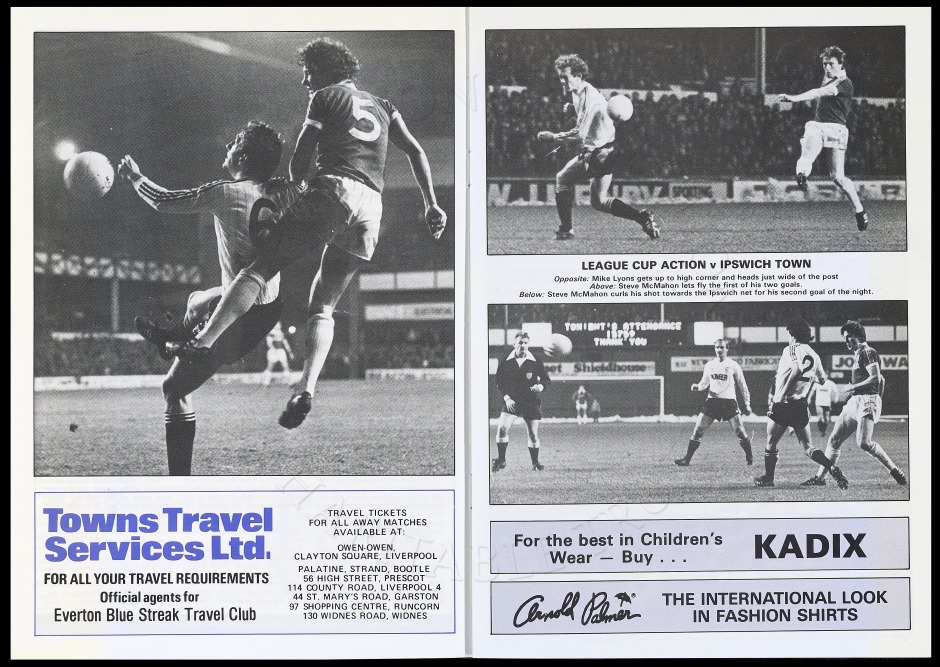 5
6
Towns Travel
Services Ltd.
FOR ALL YOUR TRAVEL REQUIREMENTS
Official agents for
Everton Blue Streak Travel Club
TRAVEL TICKETS
FOR ALL AWAY MATCHES
AVAILABLE AT:
OWEN-OWEN,
CLAYTON SQUARE, LIVERPOOL
PALATINE, STRAND, BOOTLE
56 HIGH STREET, PRESCOT
114 COUNTY ROAD, LIVERPOOL 4
44 ST. MARY'S ROAD, GARSTON
97 SHOPPING CENTRE, RUNCORN
130 WIDNES ROAD, WIDNES
LEAGUE CUP ACTION v IPSWICH TOWN
Opposite: Mike Lyons gets up to high corner and heads just wide of the post
Above: Steve McMahon lets fly the first of his two goals.
Below: Steve McMahon curls his shot towards the Ipswich net for his second goal of the night.
TONIGHT'S ATTENDANCE
15759
THANK YOU
2
For the best in Children's
Wear — Buy . . .
KADIX
Arnold Palmer
THE INTERNATIONAL LOOK
IN FASHION SHIRTS